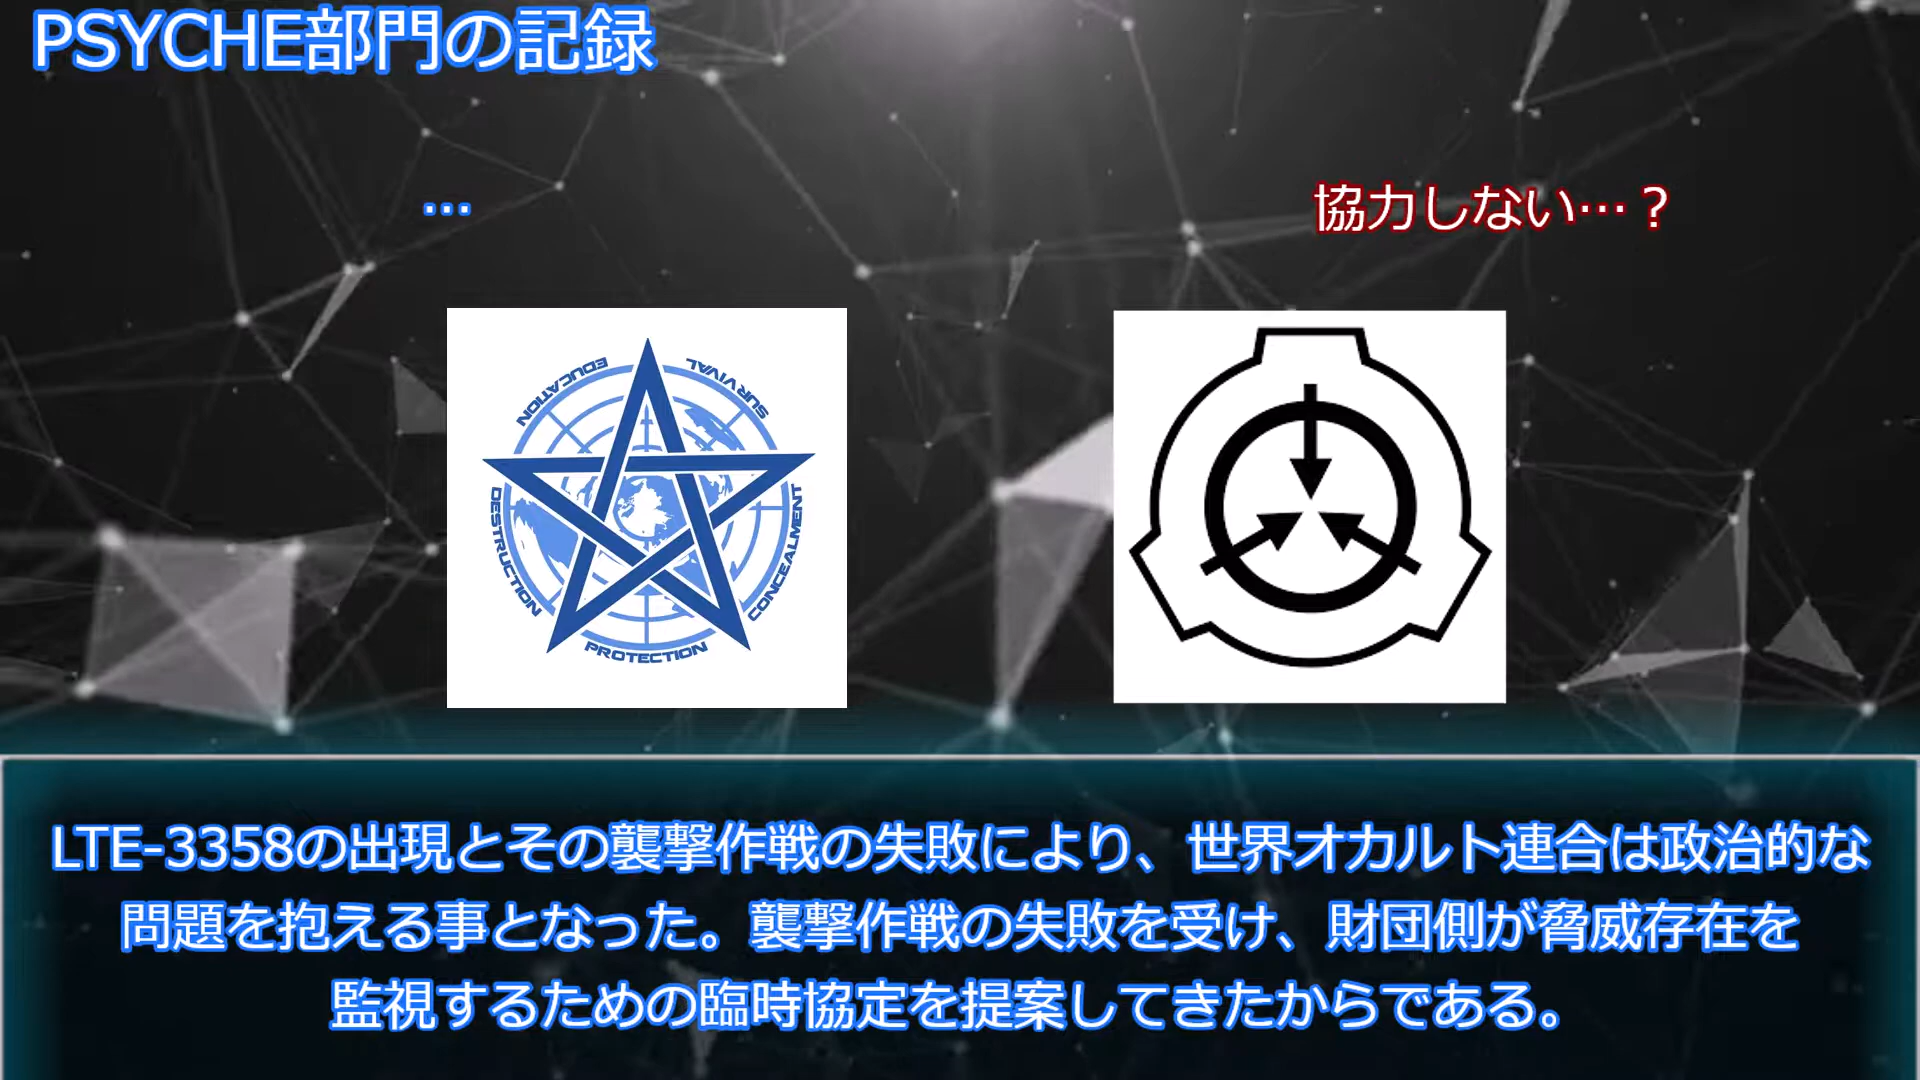 PSYCHE部門の記録
…
協力しない…？
EDUCATION
SURVIVAL
DESTRUCTION
CONCEALMENT
PROTECTION
LTE-3358の出現とその襲撃作戦の失敗により、世界オカルト連合は政治的な
問題を抱える事となった。襲撃作戦の失敗を受け、財団側が脅威存在を
監視するための臨時協定を提案してきたからである。